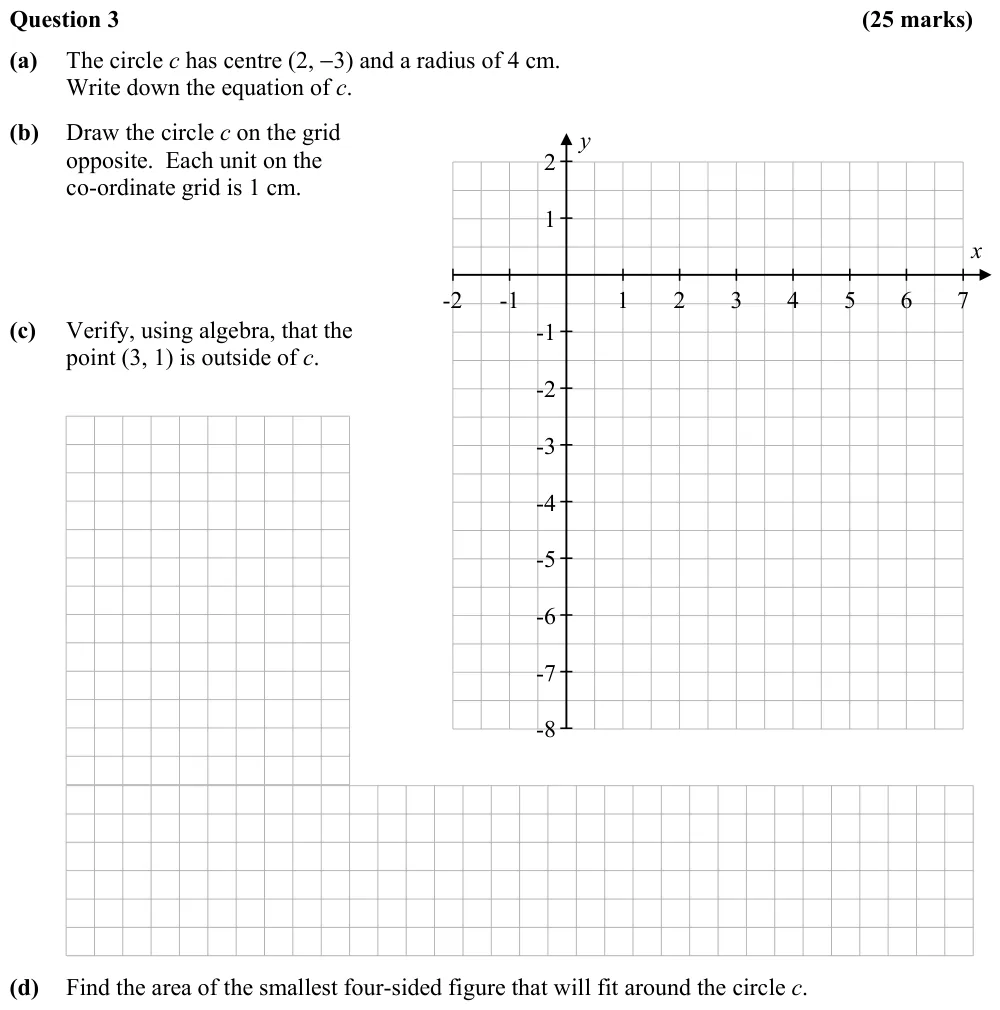 Question 3 (25 marks)
(a) The circle c has centre (2, −3) and a radius of 4 cm.
Write down the equation of c.
(b) Draw the circle c on the grid
opposite. Each unit on the
co-ordinate grid is 1 cm.
y
2
1
x
-2 -1 1 2 3 4 5 6 7
(c) Verify, using algebra, that the
point (3, 1) is outside of c.
-1
-2
-3
-4
-5
-6
-7
-8
(d) Find the area of the smallest four-sided figure that will fit around the circle c.